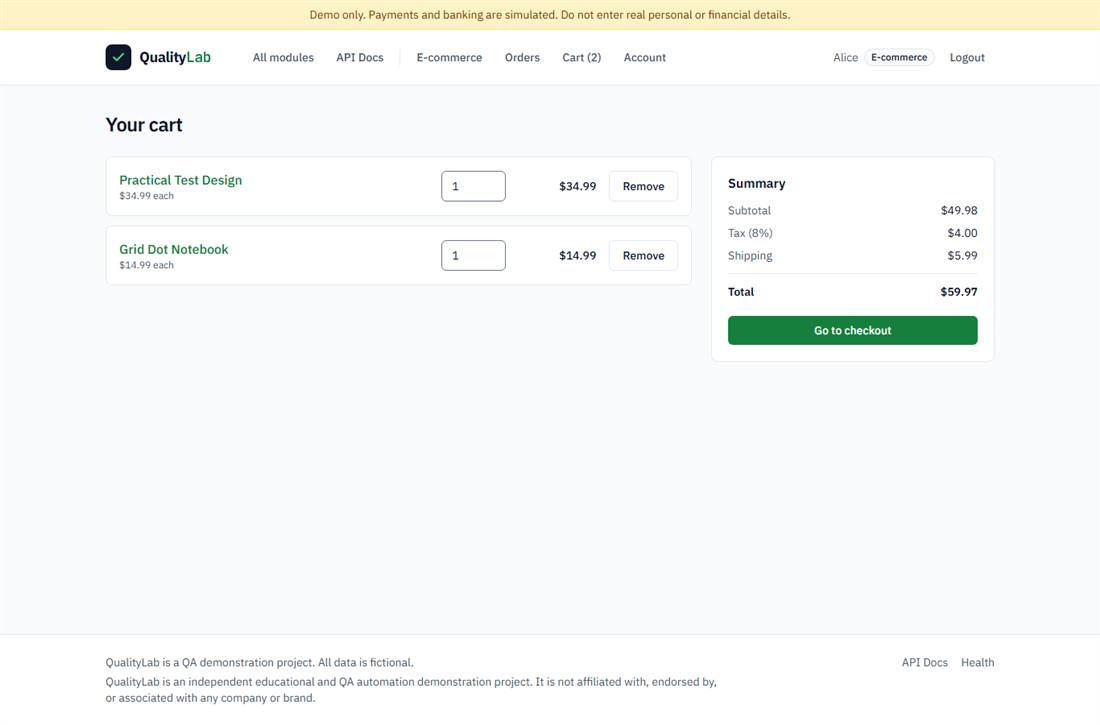 Demo only. Payments and banking are simulated. Do not enter real personal or financial details.
QualityLab
All modules
API Docs
E-commerce
Orders
Cart (2)
Account
Alice
E-commerce
Logout
Your cart
Practical Test Design
$34.99 each
1
$34.99
Remove
Grid Dot Notebook
$14.99 each
1
$14.99
Remove
Summary
Subtotal $49.98
Tax (8%) $4.00
Shipping $5.99
Total $59.97
Go to checkout
QualityLab is a QA demonstration project. All data is fictional.
QualityLab is an independent educational and QA automation demonstration project. It is not affiliated with, endorsed by,
or associated with any company or brand.
API Docs
Health